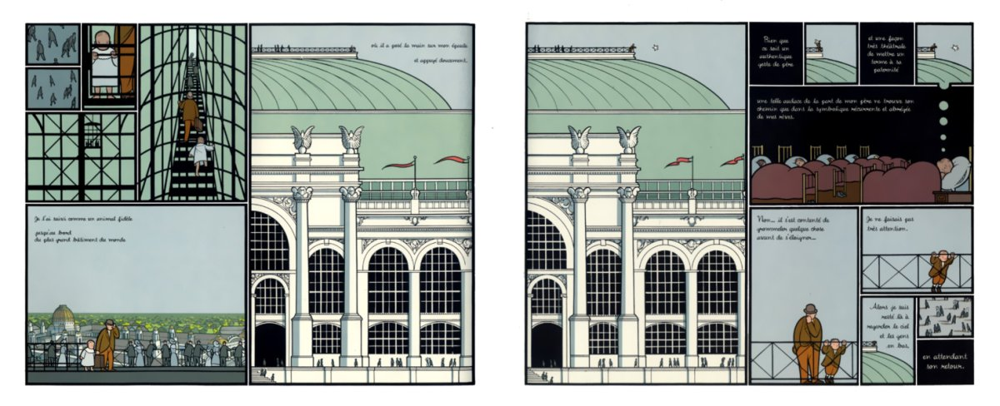 Je l'ai suivi comme un animal fidèle
jusqu'au bord
du plus grand bâtiment du monde
où il a posé la main sur mon épaule
et appuyé doucement,
Bien que
ce soit un
authentique
geste de père
et une façon
très théâtrale
de mettre un
terme à sa
paternité
une telle audace de la part de mon père ne trouve son
chemin que dans la symbolique récurrente et abrégée
de mes rêves.
Non... il s'est contenté de
grommeler quelque chose
avant de s'éloigner...
Je ne faisais pas
très attention.
Alors je suis
resté là à
regarder le ciel
et les gens
en bas,
en attendant
son retour.